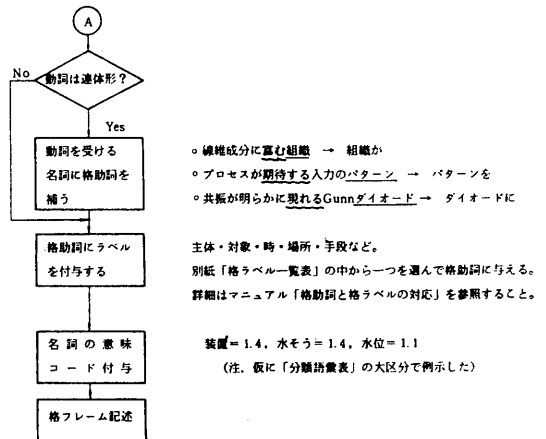 A
動詞は連体形？
No
Yes
動詞を受ける
名詞に格助詞を
補う
○ 線維成分に富む組織 → 組織が
○ プロセスが期待する入力のパターン → パターンを
○ 共振が明らかに現れるGunnダイオード → ダイオードに
格助詞にラベル
を付与する
主体・対象・時・場所・手段など。
別紙「格ラベル一覧表」の中から一つを選んで格助詞に与える。
詳細はマニュアル「格助詞と格ラベルの対応」を参照すること。
名詞の意味
コード付与
装置＝1.4，水そう＝1.4，水位＝1.1
（注．仮に「分類語彙表」の大区分で例示した）
格フレーム記述